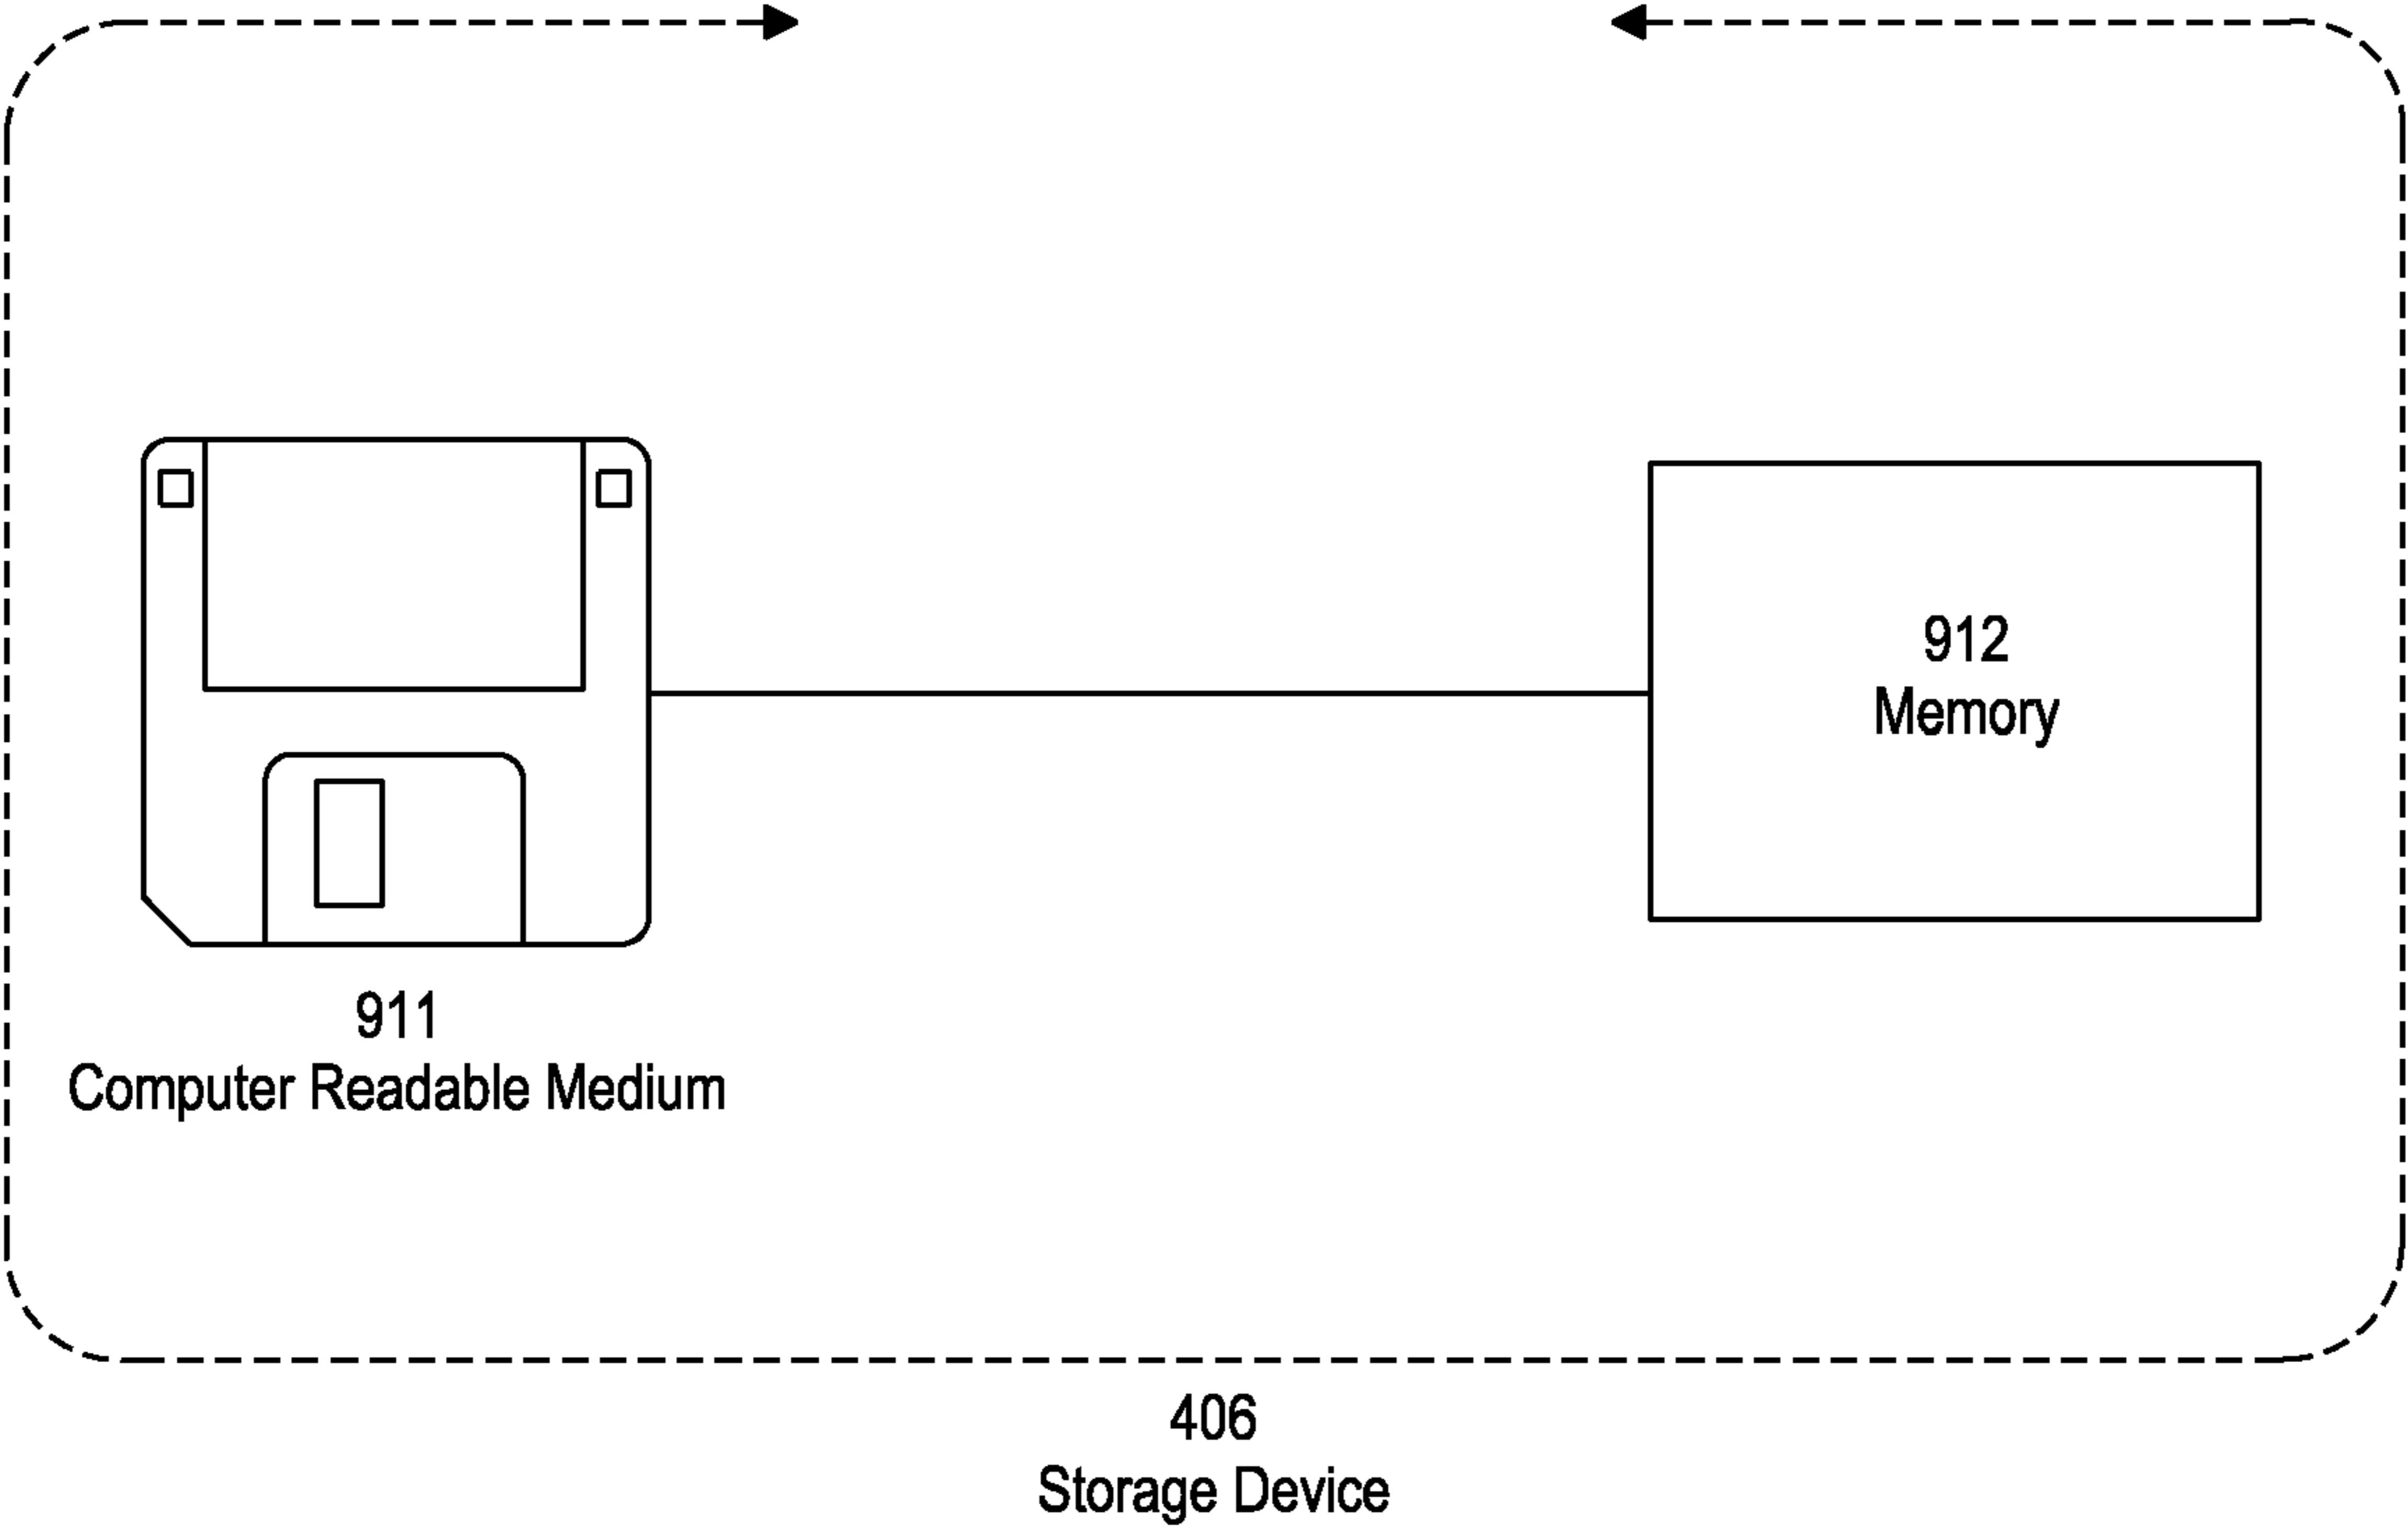 912
Memory
911
Computer Readable Medium
406
Storage Device